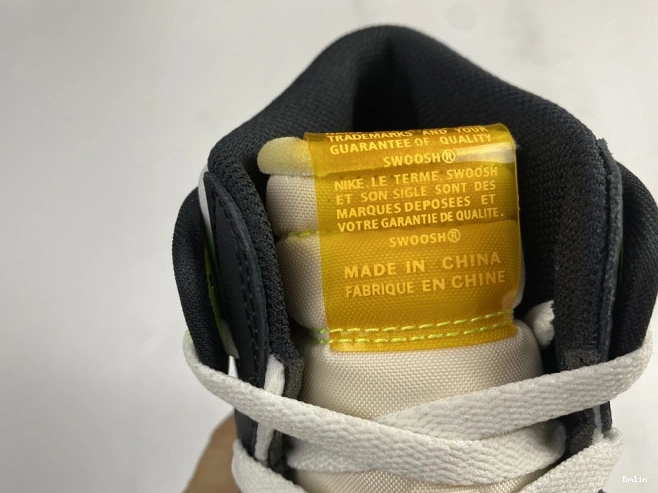 TRADEMARKS AND YOUR
GUARANTEE OF QUALITY
SWOOSH®
NIKE. LE TERME SWOOSH
ET SON SIGLE SONT DES
MARQUES DEPOSEES ET
VOTRE GARANTIE DE QUALITE.
SWOOSH®
MADE IN CHINA
FABRIQUE EN CHINE
Bmlin